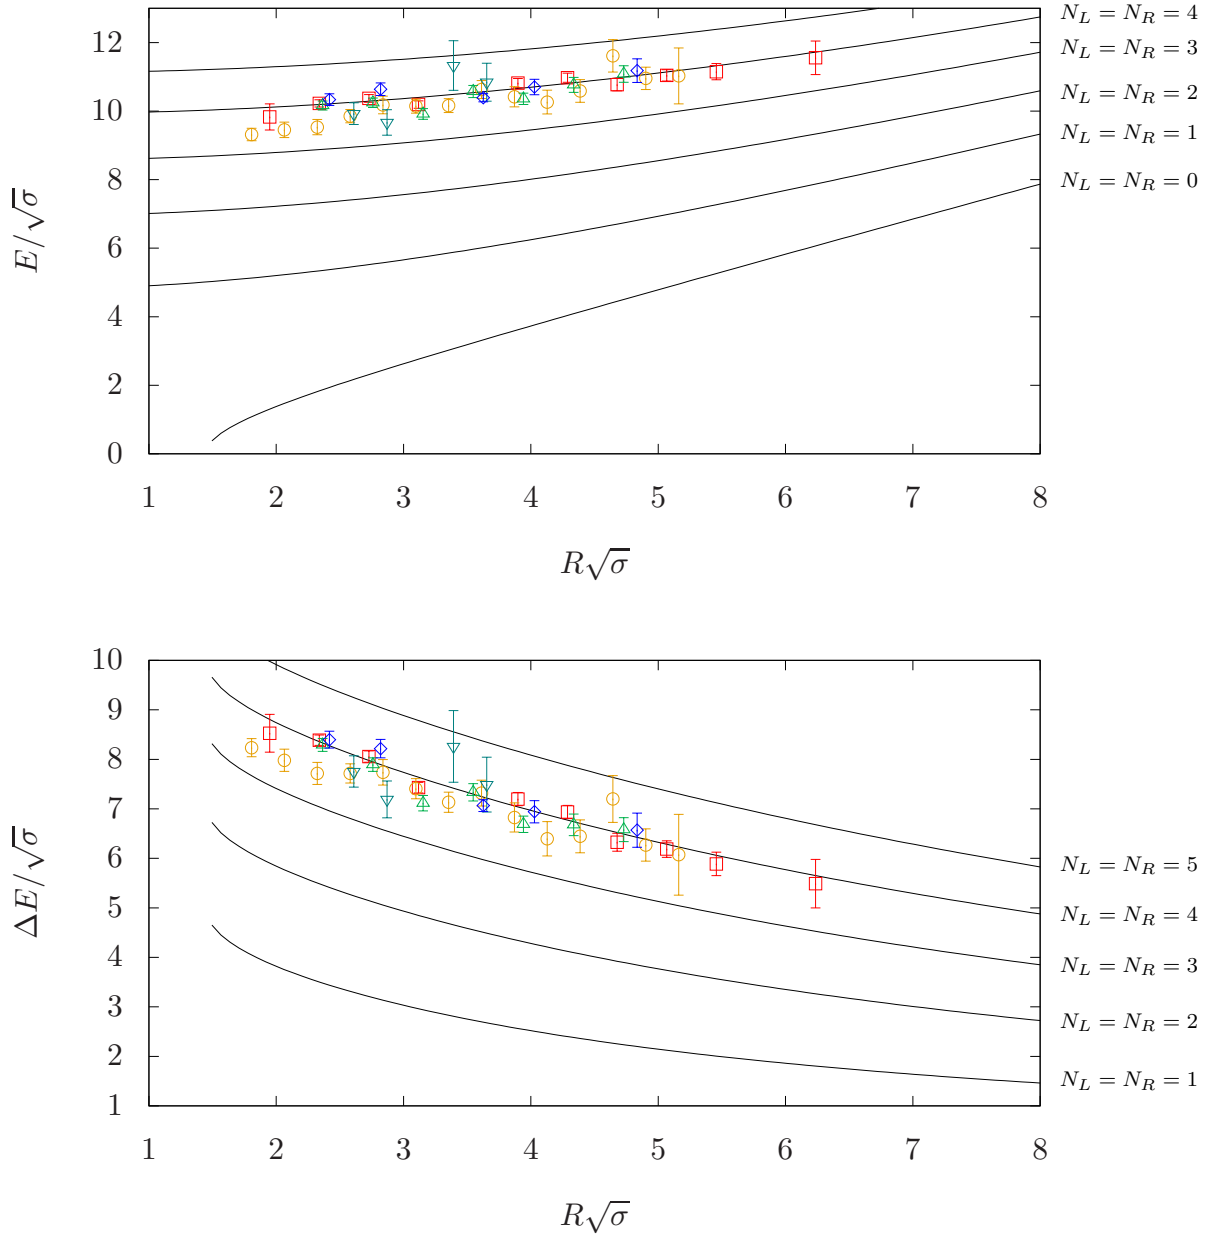 12
10
8
6
4
2
0
E/√σ
1 2 3 4 5 6 7 8
R√σ
N_L = N_R = 4
N_L = N_R = 3
N_L = N_R = 2
N_L = N_R = 1
N_L = N_R = 0
10
9
8
7
6
5
4
3
2
1
ΔE/√σ
1 2 3 4 5 6 7 8
R√σ
N_L = N_R = 5
N_L = N_R = 4
N_L = N_R = 3
N_L = N_R = 2
N_L = N_R = 1